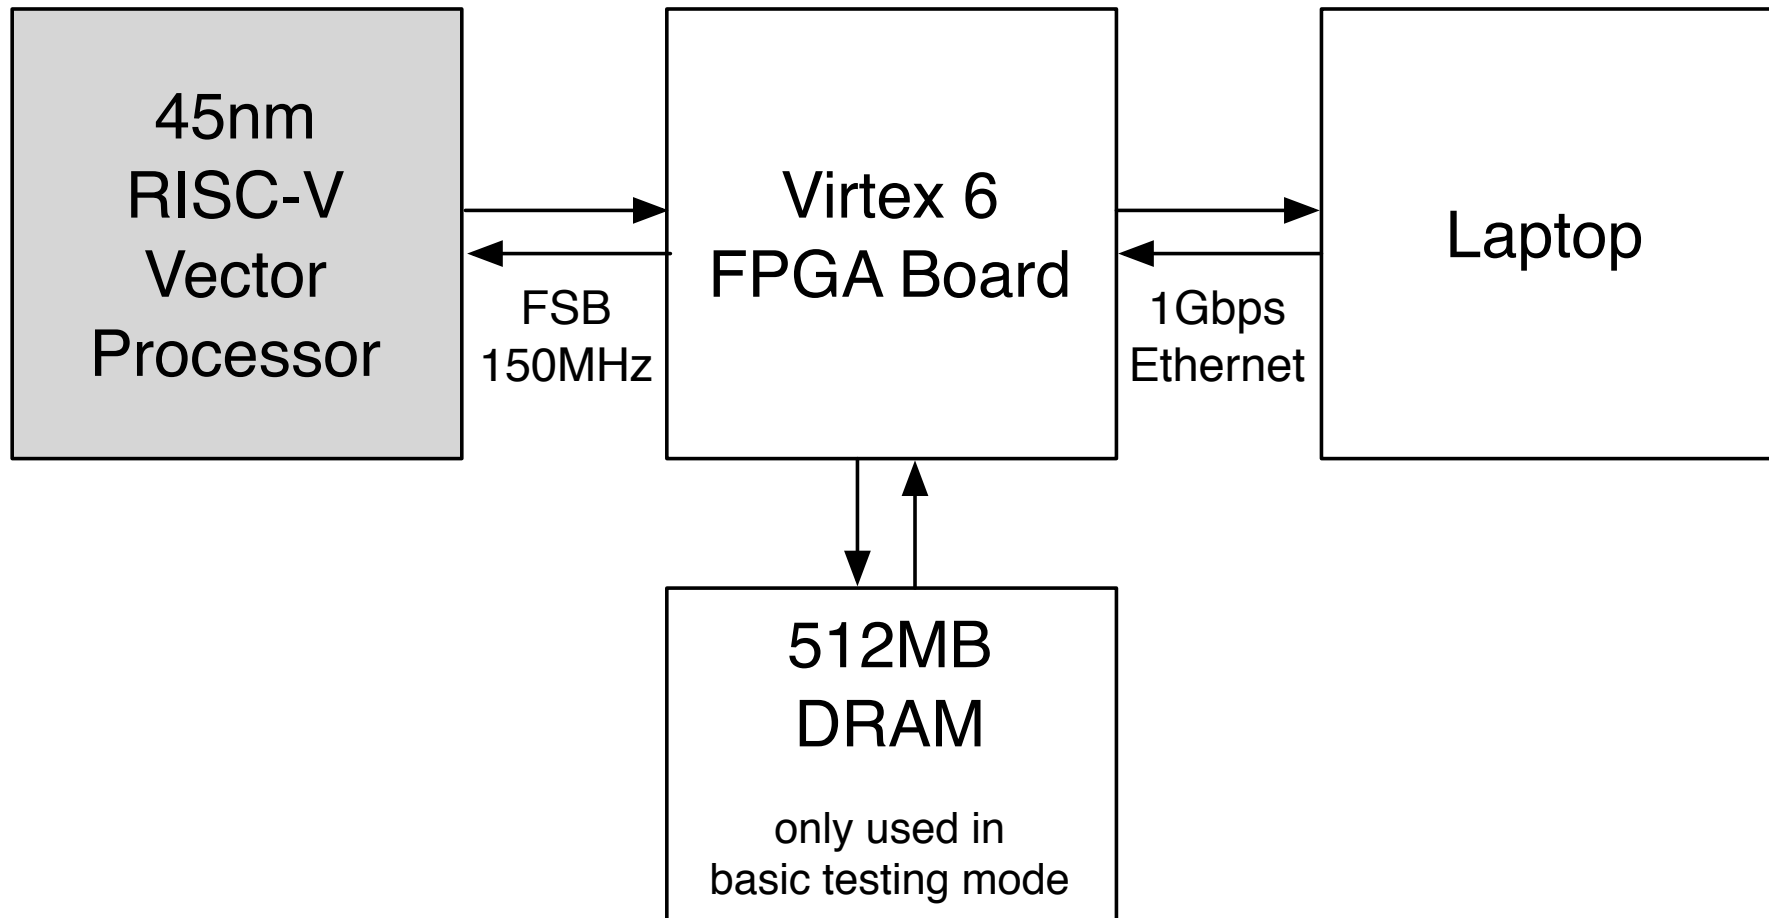 45nm
RISC-V
Vector
Processor
FSB
150MHz
Virtex 6
FPGA Board
1Gbps
Ethernet
Laptop
512MB
DRAM
only used in
basic testing mode